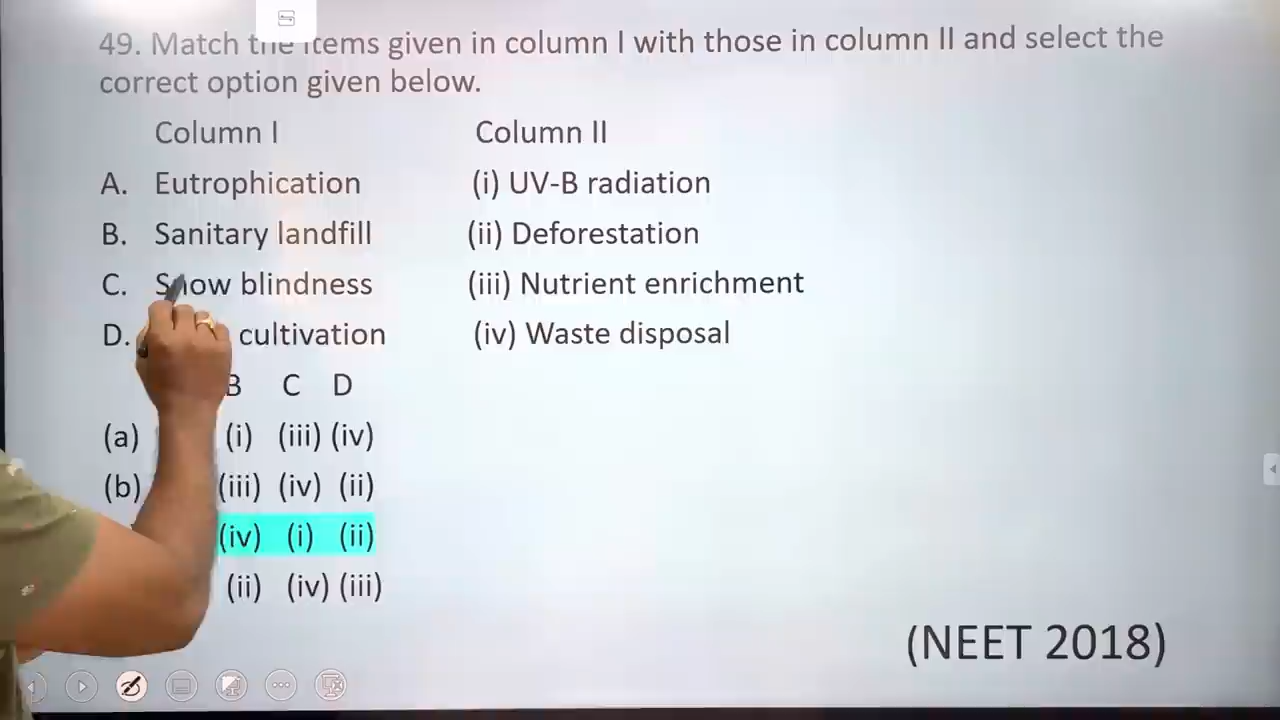 49. Match the items given in column I with those in column II and select the
correct option given below.
Column I Column II
A. Eutrophication (i) UV-B radiation
B. Sanitary landfill (ii) Deforestation
C. Snow blindness (iii) Nutrient enrichment
D. cultivation (iv) Waste disposal
B C D
(a) (i) (iii) (iv)
(b) (iii) (iv) (ii)
(iv) (i) (ii)
(ii) (iv) (iii)
(NEET 2018)